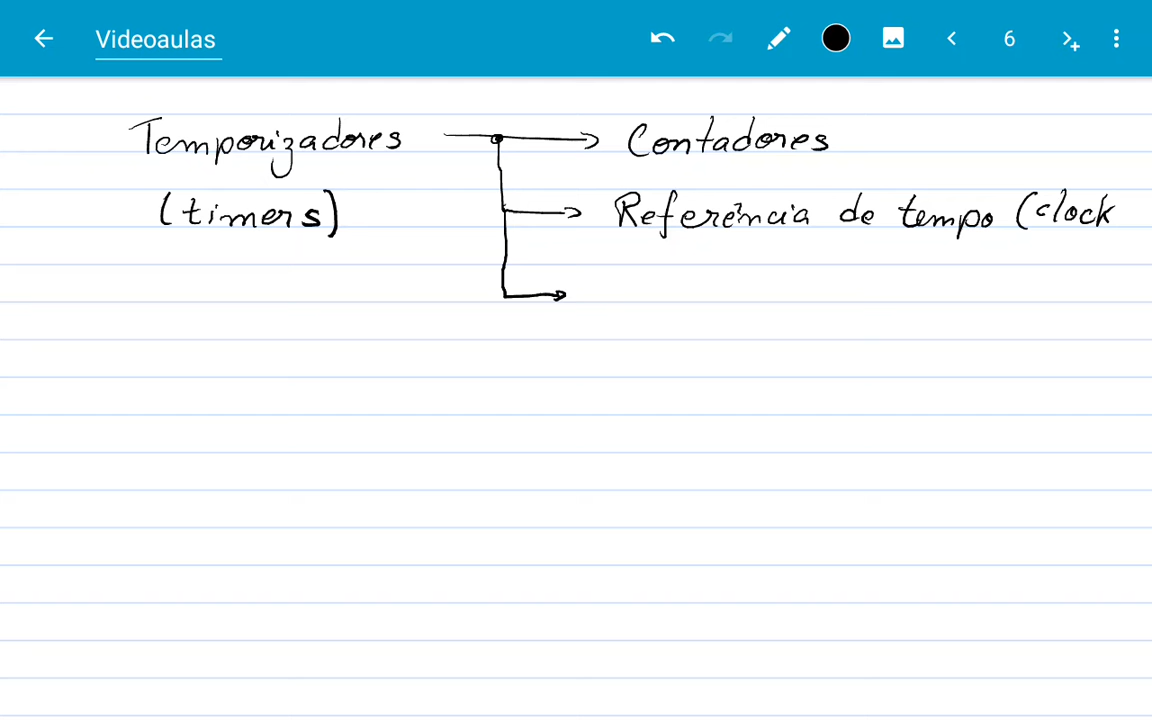 Videoaulas
6
Temporizadores Contadores
(timers) Referência de tempo (clock